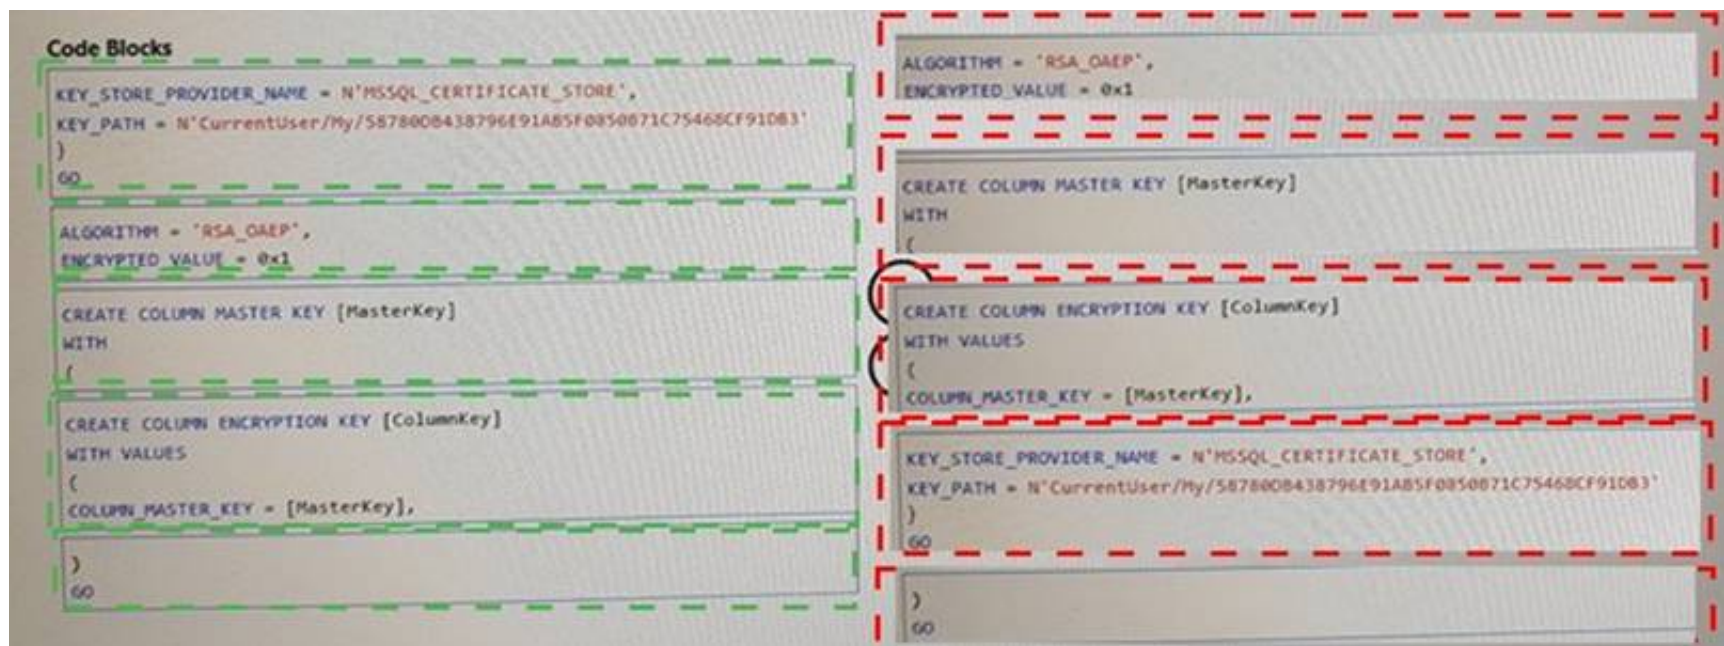 Code Blocks
KEY_STORE_PROVIDER_NAME = N'MSSQL_CERTIFICATE_STORE',
KEY_PATH = N'CurrentUser/My/58780DB438796E91AB5F0850871C75468CF91DB3'
)
GO
ALGORITHM = 'RSA_OAEP',
ENCRYPTED_VALUE = 0x1
CREATE COLUMN MASTER KEY [MasterKey]
WITH
(
CREATE COLUMN ENCRYPTION KEY [ColumnKey]
WITH VALUES
(
COLUMN_MASTER_KEY = [MasterKey],
)
GO
ALGORITHM = 'RSA_OAEP',
ENCRYPTED_VALUE = 0x1
CREATE COLUMN MASTER KEY [MasterKey]
WITH
(
CREATE COLUMN ENCRYPTION KEY [ColumnKey]
WITH VALUES
(
COLUMN_MASTER_KEY = [MasterKey],
KEY_STORE_PROVIDER_NAME = N'MSSQL_CERTIFICATE_STORE',
KEY_PATH = N'CurrentUser/My/58780DB438796E91AB5F0850871C75468CF91DB3'
)
GO
)
GO